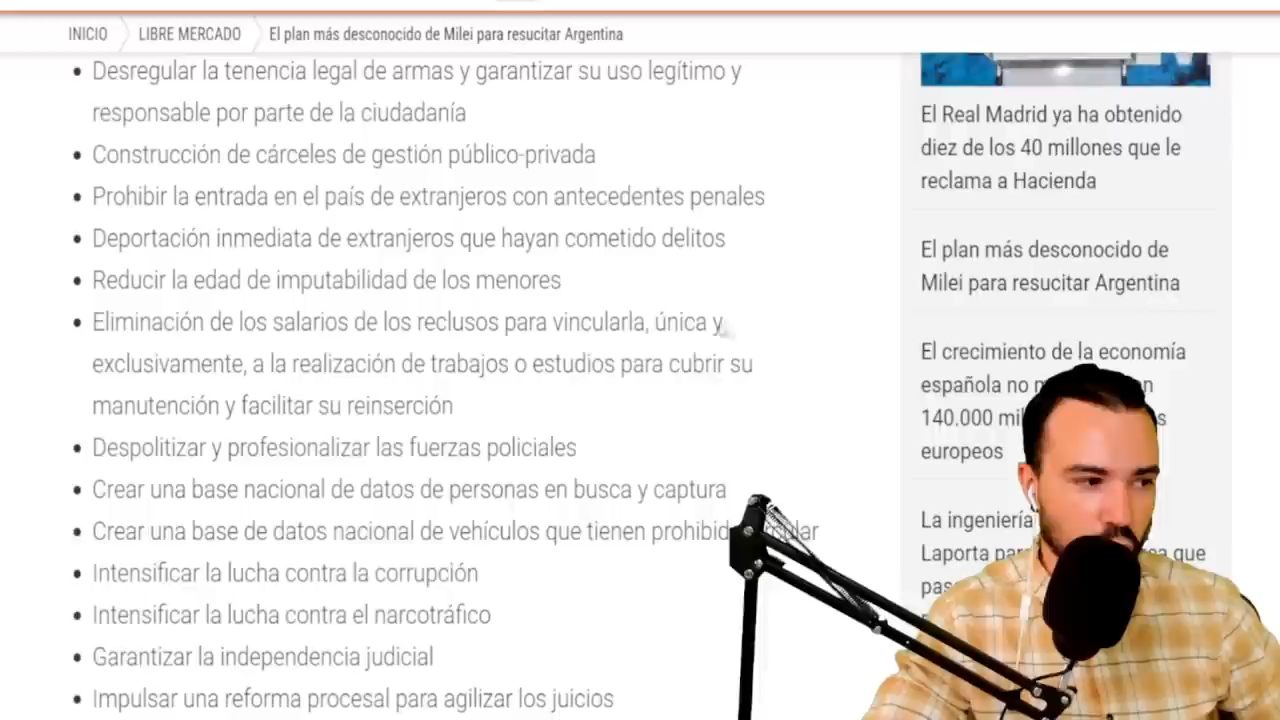 INICIO
LIBRE MERCADO
El plan más desconocido de Milei para resucitar Argentina
Desregular la tenencia legal de armas y garantizar su uso legítimo y
responsable por parte de la ciudadanía
Construcción de cárceles de gestión público-privada
Prohibir la entrada en el país de extranjeros con antecedentes penales
Deportación inmediata de extranjeros que hayan cometido delitos
Reducir la edad de imputabilidad de los menores
Eliminación de los salarios de los reclusos para vincularla, única y
exclusivamente, a la realización de trabajos o estudios para cubrir su
manutención y facilitar su reinserción
Despolitizar y profesionalizar las fuerzas policiales
Crear una base nacional de datos de personas en busca y captura
Crear una base de datos nacional de vehículos que tienen
Intensificar la lucha contra la corrupción
Intensificar la lucha contra el narcotráfico
Garantizar la independencia judicial
Impulsar una reforma procesal para agilizar los juicios
El Real Madrid ya ha obtenido
diez de los 40 millones que le
reclama a Hacienda
El plan más desconocido de
Milei para resucitar Argentina
El crecimiento de la economía
española no
140.000
europeos
La ingeniería
Laporta que